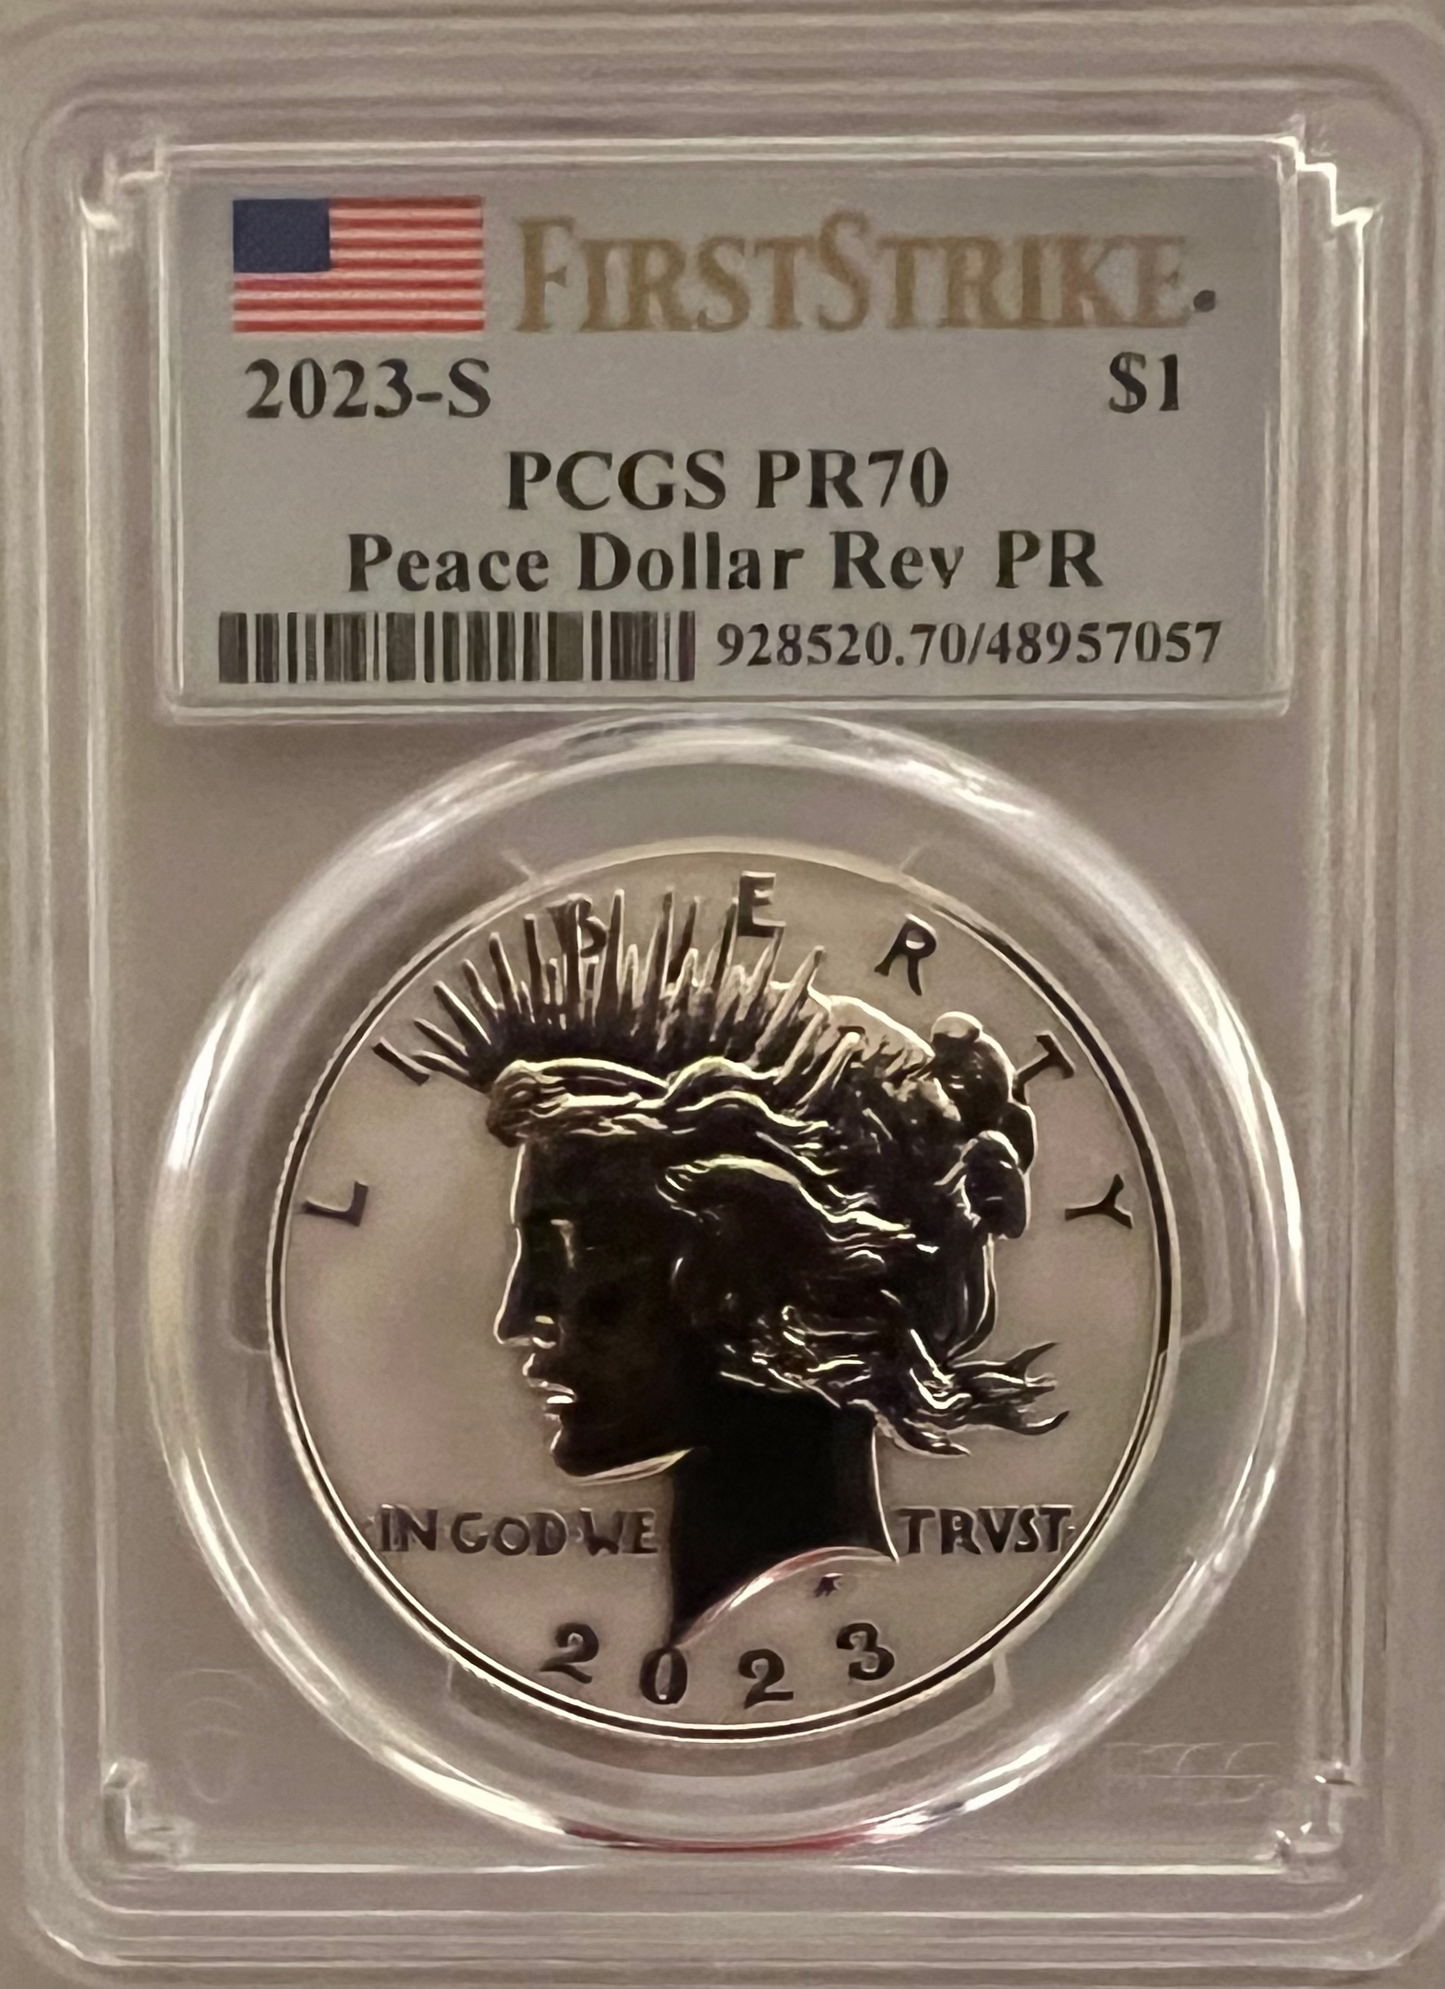 FIRSTSTRIKE®
2023-S $1
PCGS PR70
Peace Dollar Rev PR
928520.70/48957057
LIBERTY
IN GOD WE TRVST
2023